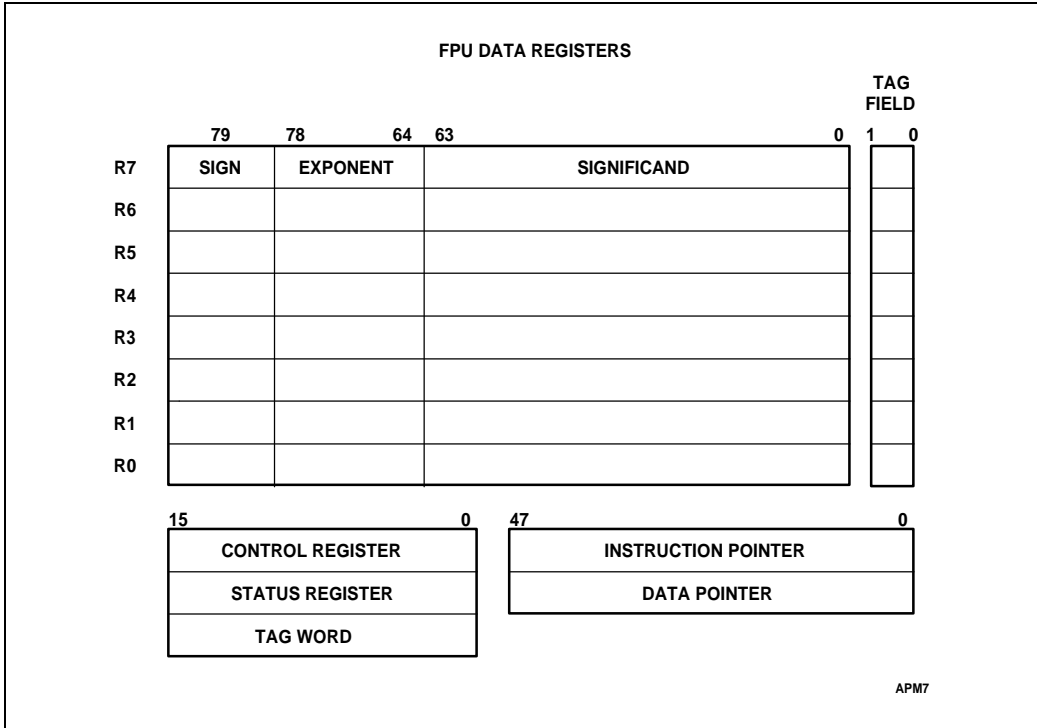 FPU DATA REGISTERS
TAG
FIELD
79 78 64 63 0 1 0
R7 SIGN EXPONENT SIGNIFICAND
R6
R5
R4
R3
R2
R1
R0
15 0 47 0
CONTROL REGISTER INSTRUCTION POINTER
STATUS REGISTER DATA POINTER
TAG WORD
APM7